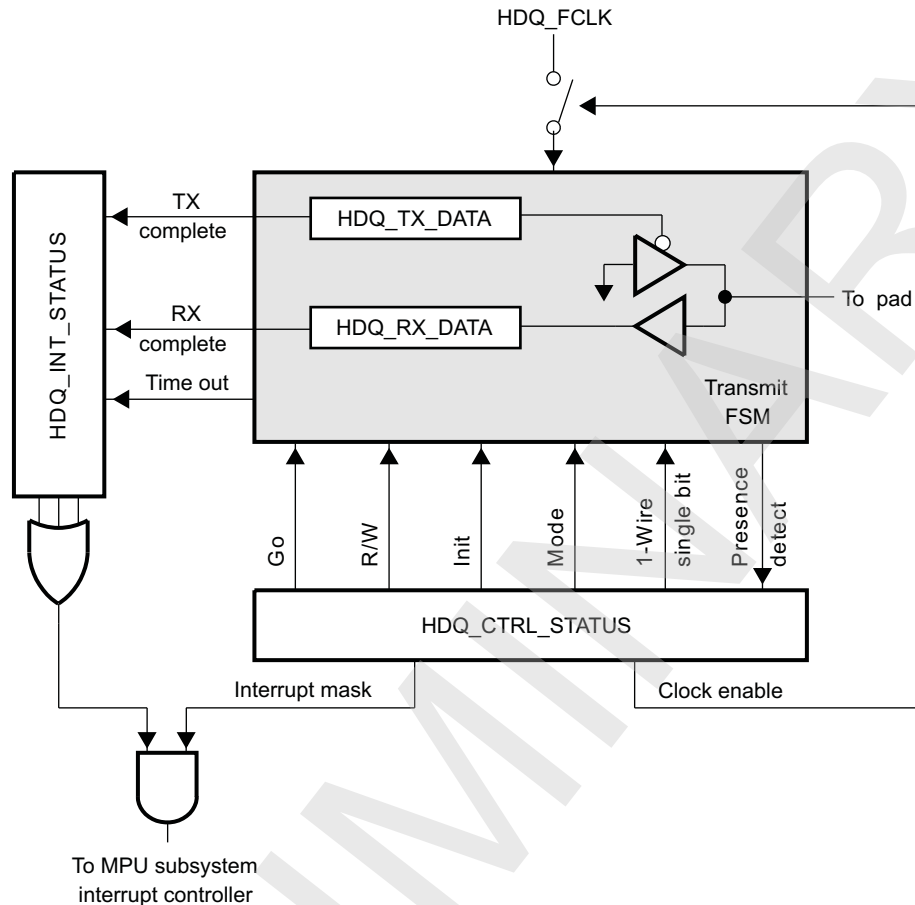 HDQ_FCLK
TX
complete
HDQ_TX_DATA
HDQ_INT_STATUS
To pad
RX
complete
HDQ_RX_DATA
Time out
Transmit
FSM
Go
R/W
Init
Mode
1-Wire
single bit
Presence
detect
HDQ_CTRL_STATUS
Interrupt mask
Clock enable
To MPU subsystem
interrupt controller